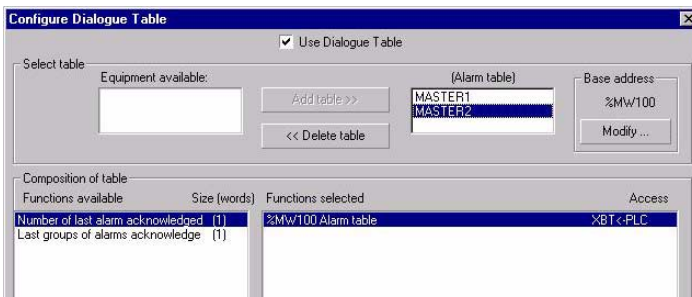 Configure Dialogue Table
Use Dialogue Table
Select table
Equipment available:
(Alarm table)
Base address
Add table >>
MASTER1
MASTER2
%MW100
<< Delete table
Modify ...
Composition of table
Functions available Size (words) Functions selected Access
Number of last alarm acknowledged (1) %MW100 Alarm table XBT<-PLC
Last groups of alarms acknowledge (1)